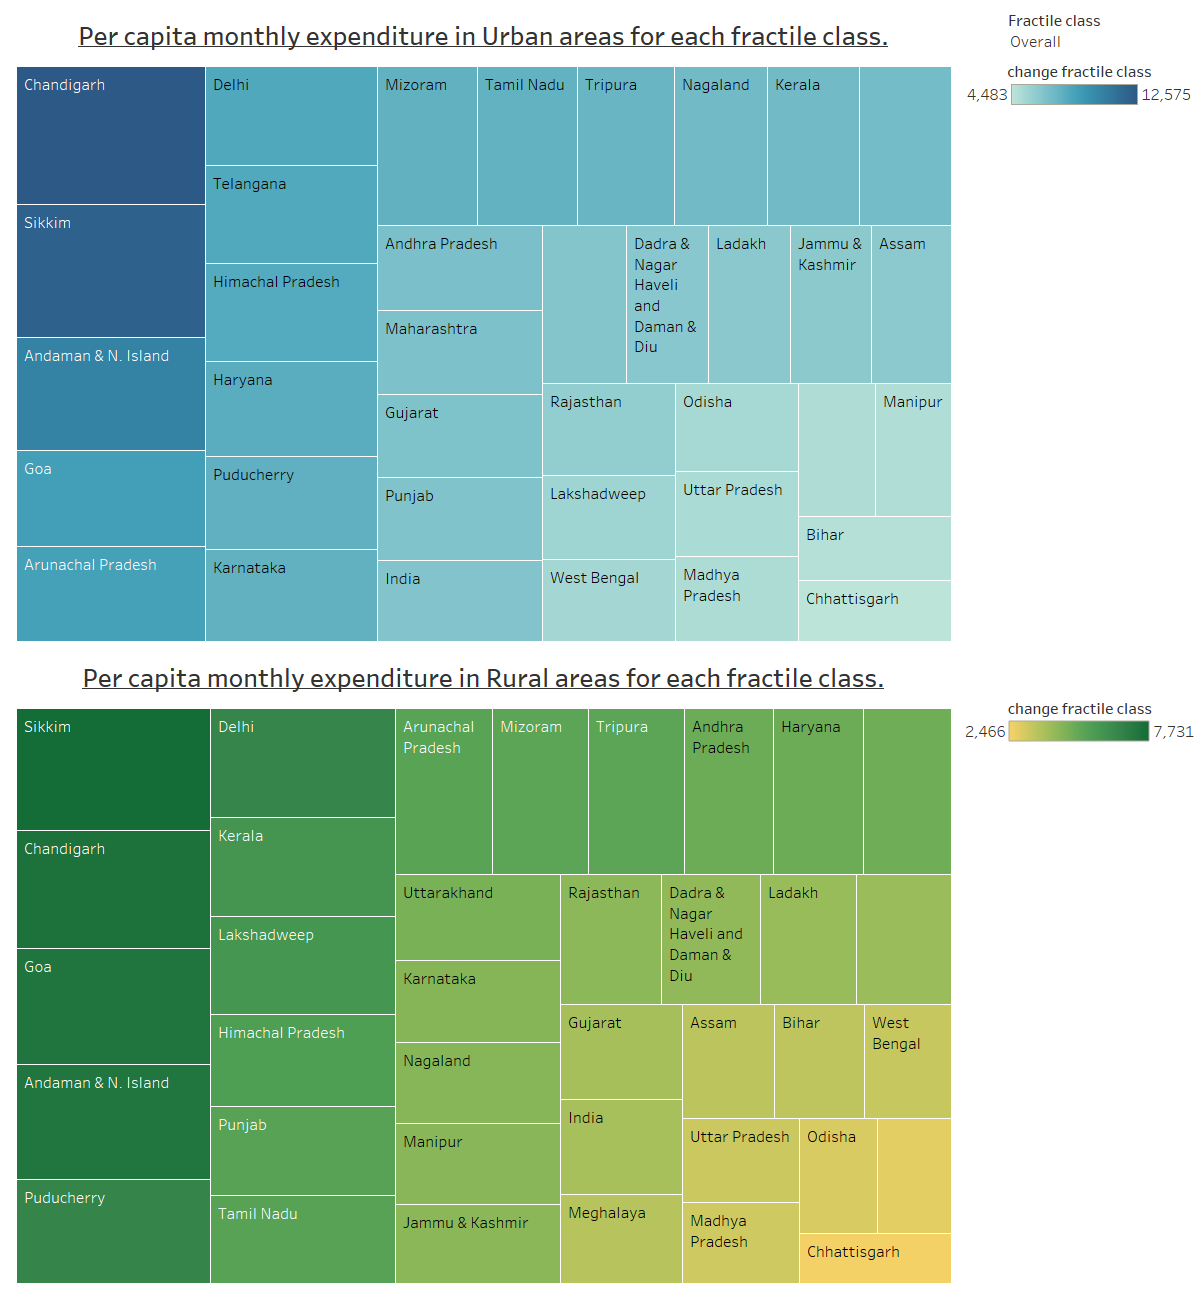 Per capita monthly expenditure in Urban areas for each fractile class.
Fractile class
Overall
change fractile class
4,483
12,575
Chandigarh
Sikkim
Andaman & N. Island
Goa
Arunachal Pradesh
Delhi
Telangana
Himachal Pradesh
Haryana
Puducherry
Karnataka
Mizoram
Tamil Nadu
Tripura
Nagaland
Kerala
Andhra Pradesh
Maharashtra
Gujarat
Punjab
India
Dadra &
Nagar
Haveli
and
Daman &
Diu
Ladakh
Jammu &
Kashmir
Assam
Rajasthan
Lakshadweep
West Bengal
Odisha
Uttar Pradesh
Madhya
Pradesh
Manipur
Bihar
Chhattisgarh
Per capita monthly expenditure in Rural areas for each fractile class.
change fractile class
2,466
7,731
Sikkim
Chandigarh
Goa
Andaman & N. Island
Puducherry
Delhi
Kerala
Lakshadweep
Himachal Pradesh
Punjab
Tamil Nadu
Arunachal
Pradesh
Mizoram
Tripura
Andhra
Pradesh
Haryana
Uttarakhand
Karnataka
Nagaland
Manipur
Jammu & Kashmir
Rajasthan
Dadra &
Nagar
Haveli and
Daman &
Diu
Ladakh
Gujarat
India
Meghalaya
Assam
Bihar
West
Bengal
Uttar Pradesh
Madhya
Pradesh
Odisha
Chhattisgarh